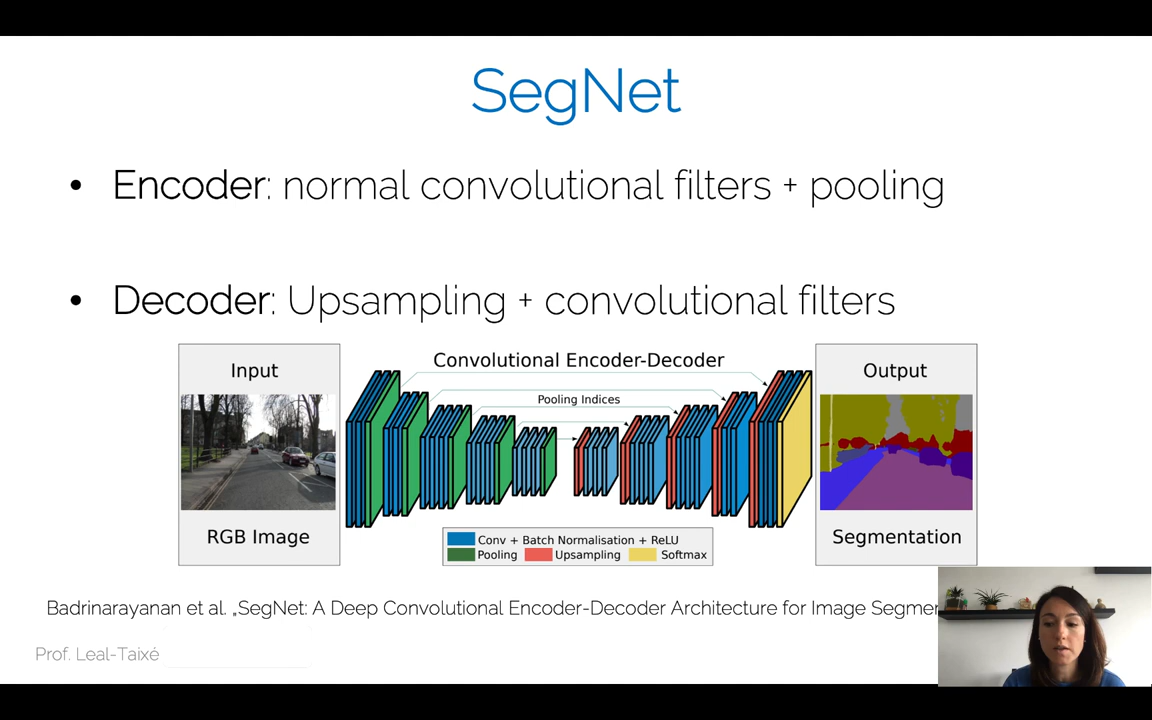 SegNet
• Encoder: normal convolutional filters + pooling
• Decoder: Upsampling + convolutional filters
Input
RGB Image
Convolutional Encoder-Decoder
Pooling Indices
Conv + Batch Normalisation + ReLU
Pooling Upsampling Softmax
Output
Segmentation
Badrinarayanan et al. „SegNet: A Deep Convolutional Encoder-Decoder Architecture for Image
Prof. Leal-Taixé